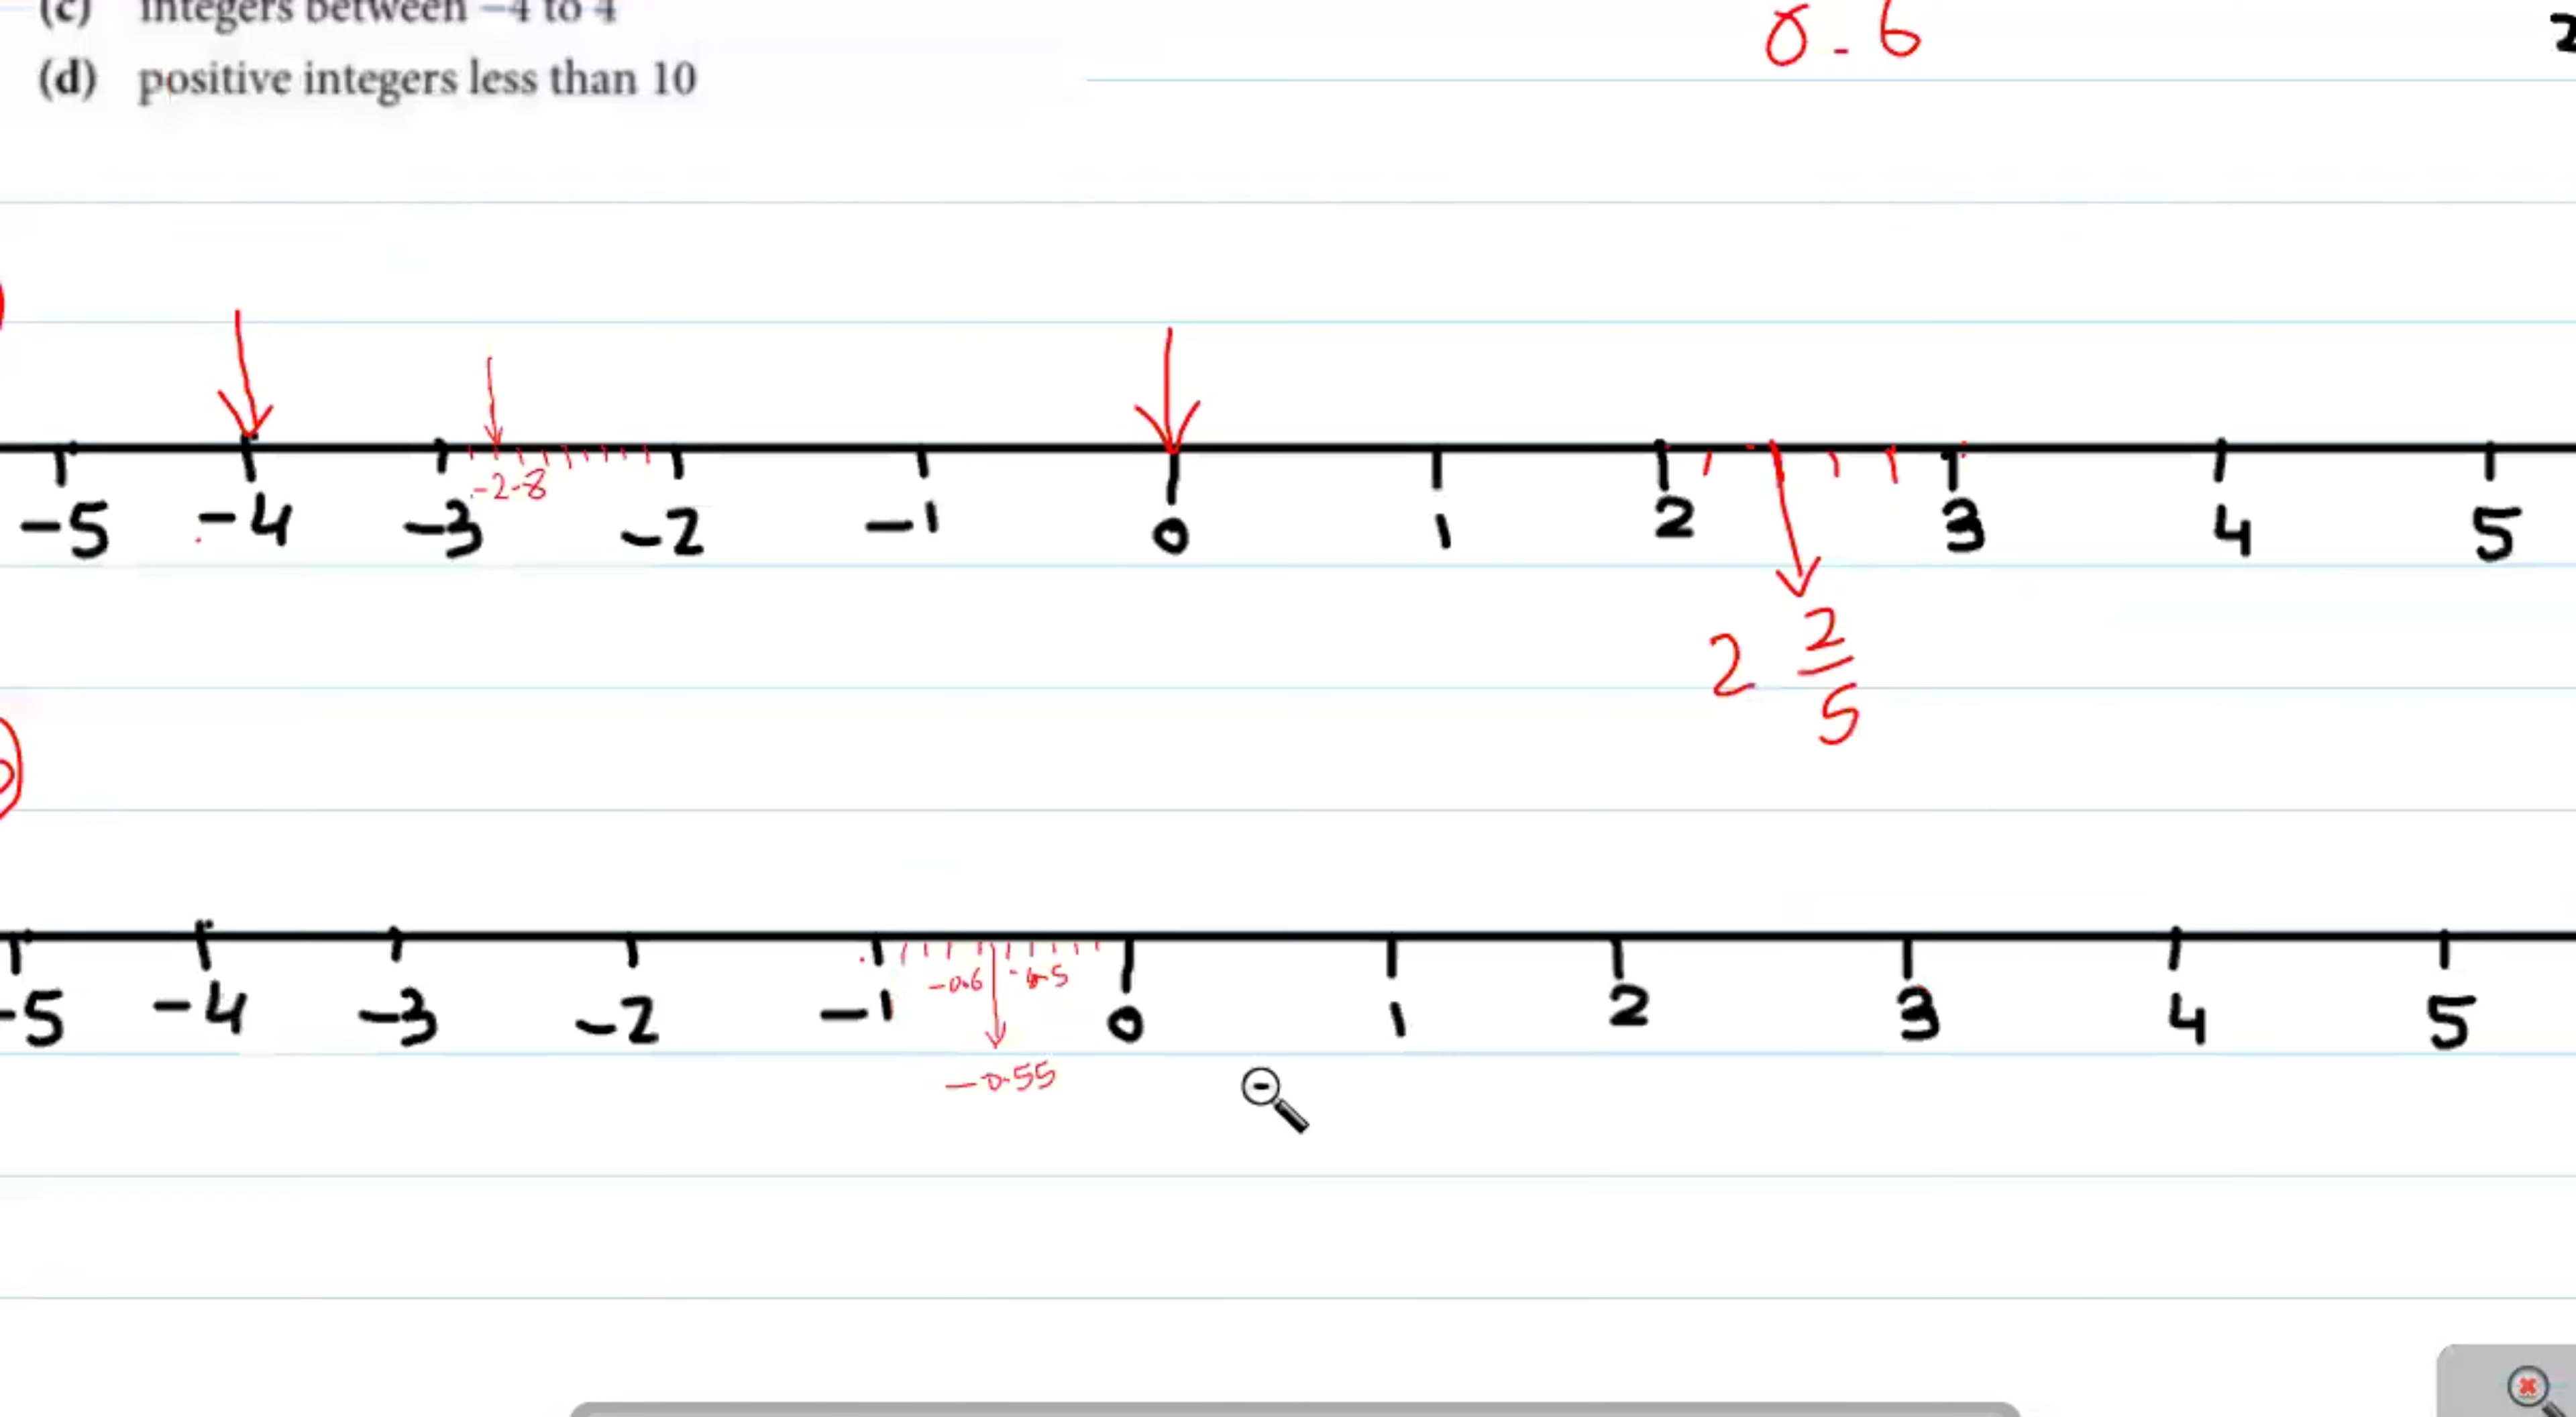 (c) integers between −4 to 4
0.6
(d) positive integers less than 10
-2.8
-5 -4 -3 -2 -1 0 1 2 3 4 5
2 2/5
-0.6 -0.5
-5 -4 -3 -2 -1 0 1 2 3 4 5
-0.55